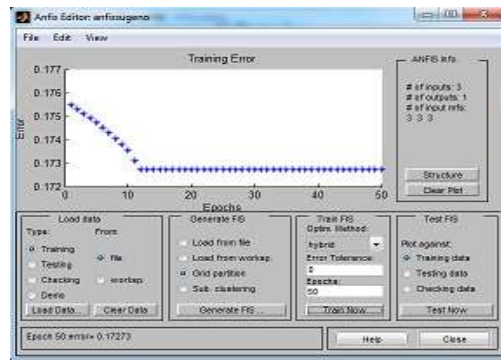 Anfis Editor: anfissugeno
File Edit View
Training Error
0.177
0.176
0.175
0.174
0.173
0.172
Error
0 10 20 30 40 50
Epochs
ANFIS Info.
# of inputs: 3
# of outputs: 1
# of input mfs:
3 3 3
Structure
Clear Plot
Load data
Type: From:
Training
Testing
Checking
Demo
file
worksp.
Load Data... Clear Data
Generate FIS
Load from file
Load from worksp.
Grid partition
Sub. clustering
Generate FIS ...
Train FIS
Optim. Method:
hybrid
Error Tolerance:
0
Epochs:
50
Train Now
Test FIS
Plot against:
Training data
Testing data
Checking data
Test Now
Epoch 50:error= 0.17273
Help Close